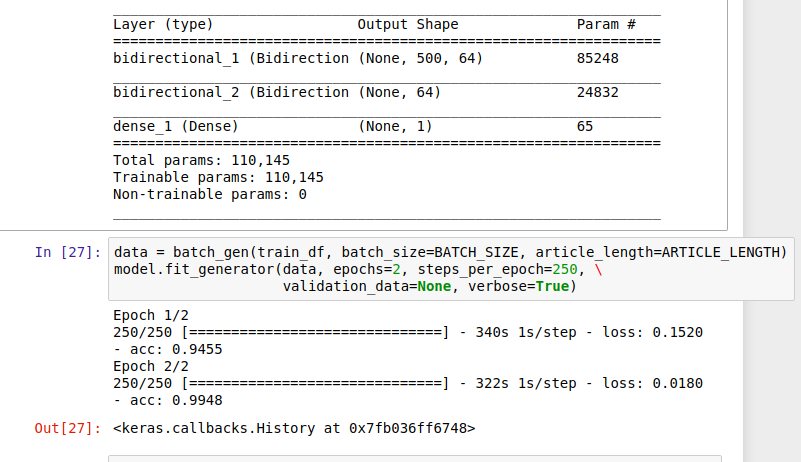 Layer (type) Output Shape Param #
=================================================================
bidirectional_1 (Bidirection (None, 500, 64) 85248
_________________________________________________________________
bidirectional_2 (Bidirection (None, 64) 24832
_________________________________________________________________
dense_1 (Dense) (None, 1) 65
=================================================================
Total params: 110,145
Trainable params: 110,145
Non-trainable params: 0
_________________________________________________________________
In [27]: data = batch_gen(train_df, batch_size=BATCH_SIZE, article_length=ARTICLE_LENGTH)
model.fit_generator(data, epochs=2, steps_per_epoch=250, \
validation_data=None, verbose=True)
Epoch 1/2
250/250 [==============================] - 340s 1s/step - loss: 0.1520
- acc: 0.9455
Epoch 2/2
250/250 [==============================] - 322s 1s/step - loss: 0.0180
- acc: 0.9948
Out[27]: <keras.callbacks.History at 0x7fb036ff6748>